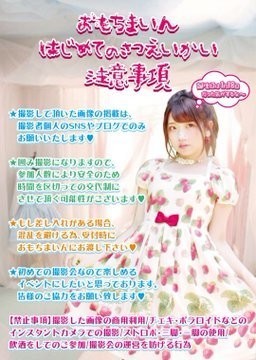 おもちまいん
はじめてのさつえいかい
注意事項
★撮影して頂いた画像の掲載は、
撮影者個人のSNSやブログでのみ
お願いいたします♥
★囲み撮影になりますので、
参加人数により安全のため
時間を区切っての交代制に
させて頂く可能性がございます♥
★もし差し入れがある場合、
混乱を避ける為、受付時に
おもちまいんにお渡し下さい♥
★初めての撮影会なので楽しめる
イベントにしたいと思っております。
皆様のご協力をお願い致します♥
【禁止事項】撮影した画像の商用利用/チェキ・ポラロイドなどの
インスタントカメラでの撮影/ストロボ・三脚・一脚の使用/
飲酒をしてのご参加/撮影会の運営を妨げる行為